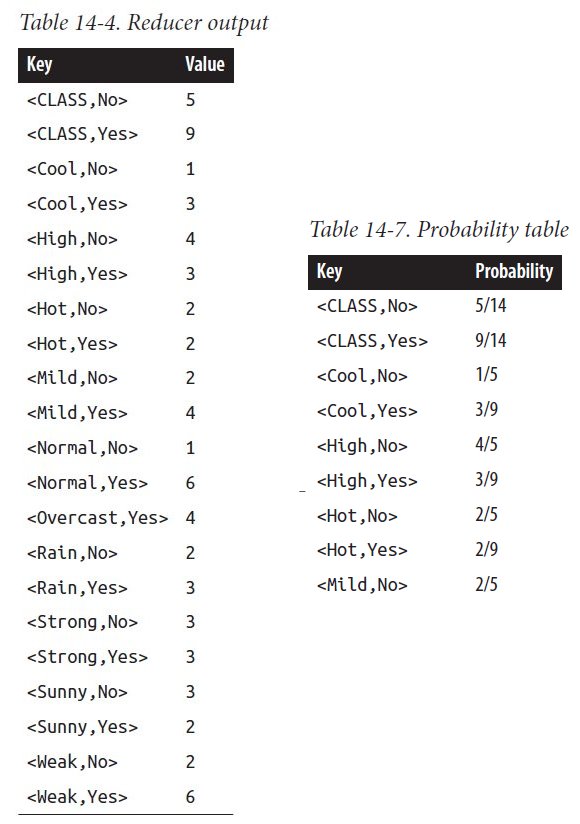 Table 14-4. Reducer output
Key Value
<CLASS,No> 5
<CLASS,Yes> 9
<Cool,No> 1
<Cool,Yes> 3
<High,No> 4
<High,Yes> 3
<Hot,No> 2
<Hot,Yes> 2
<Mild,No> 2
<Mild,Yes> 4
<Normal,No> 1
<Normal,Yes> 6
<Overcast,Yes> 4
<Rain,No> 2
<Rain,Yes> 3
<Strong,No> 3
<Strong,Yes> 3
<Sunny,No> 3
<Sunny,Yes> 2
<Weak,No> 2
<Weak,Yes> 6
Table 14-7. Probability table
Key Probability
<CLASS,No> 5/14
<CLASS,Yes> 9/14
<Cool,No> 1/5
<Cool,Yes> 3/9
<High,No> 4/5
<High,Yes> 3/9
<Hot,No> 2/5
<Hot,Yes> 2/9
<Mild,No> 2/5